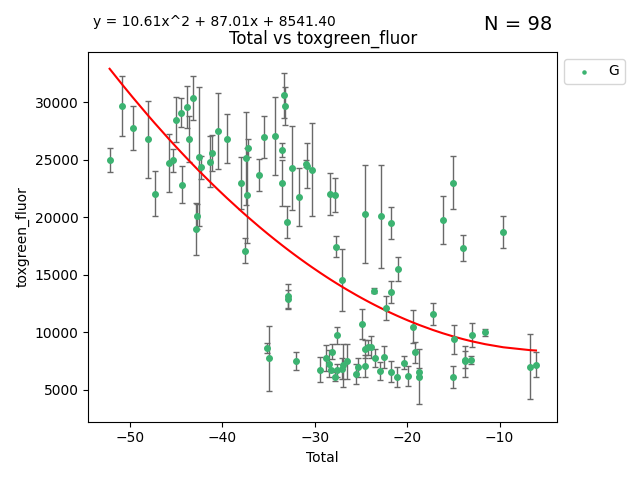 y = 10.61x^2 + 87.01x + 8541.40
N = 98
Total vs toxgreen_fluor
G
toxgreen_fluor
30000
25000
20000
15000
10000
5000
−50
−40
−30
−20
−10
Total